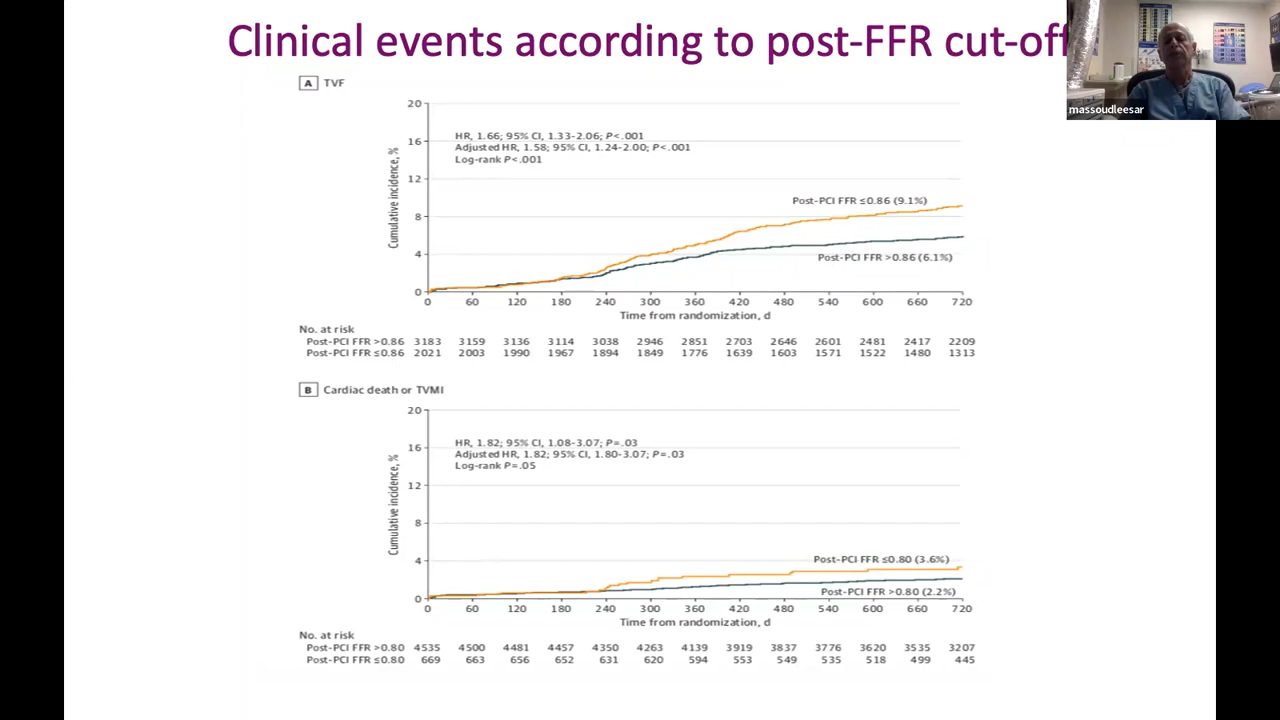 Clinical events according to post-FFR cut-off
massoudleesar
A TVF
20
16
12
8
4
0
Cumulative incidence, %
HR, 1.66; 95% CI, 1.33-2.06; P<.001
Adjusted HR, 1.58; 95% CI, 1.24-2.00; P<.001
Log-rank P<.001
Post-PCI FFR ≤0.86 (9.1%)
Post-PCI FFR >0.86 (6.1%)
0 60 120 180 240 300 360 420 480 540 600 660 720
Time from randomization, d
No. at risk
Post-PCI FFR >0.86 3183 3159 3136 3114 3038 2946 2851 2703 2646 2601 2481 2417 2209
Post-PCI FFR ≤0.86 2021 2003 1990 1967 1894 1849 1776 1639 1603 1571 1522 1480 1313
B Cardiac death or TVMI
20
16
12
8
4
0
Cumulative incidence, %
HR, 1.82; 95% CI, 1.08-3.07; P=.03
Adjusted HR, 1.82; 95% CI, 1.80-3.07; P=.03
Log-rank P=.05
Post-PCI FFR ≤0.80 (3.6%)
Post-PCI FFR >0.80 (2.2%)
0 60 120 180 240 300 360 420 480 540 600 660 720
Time from randomization, d
No. at risk
Post-PCI FFR >0.80 4535 4500 4481 4457 4350 4263 4139 3919 3837 3776 3620 3535 3207
Post-PCI FFR ≤0.80 669 663 656 652 631 620 594 553 549 535 518 499 445